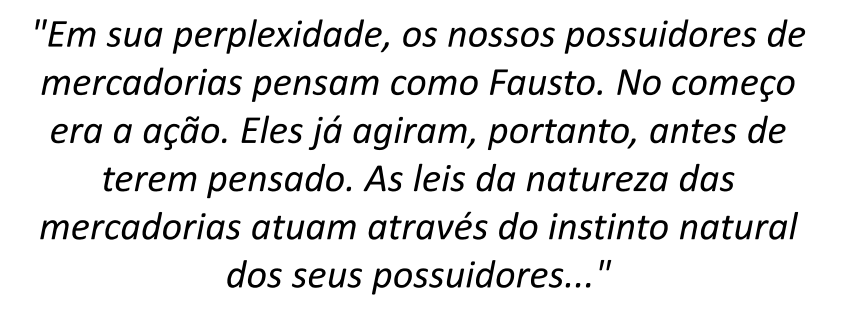 "Em sua perplexidade, os nossos possuidores de
mercadorias pensam como Fausto. No começo
era a ação. Eles já agiram, portanto, antes de
terem pensado. As leis da natureza das
mercadorias atuam através do instinto natural
dos seus possuidores..."